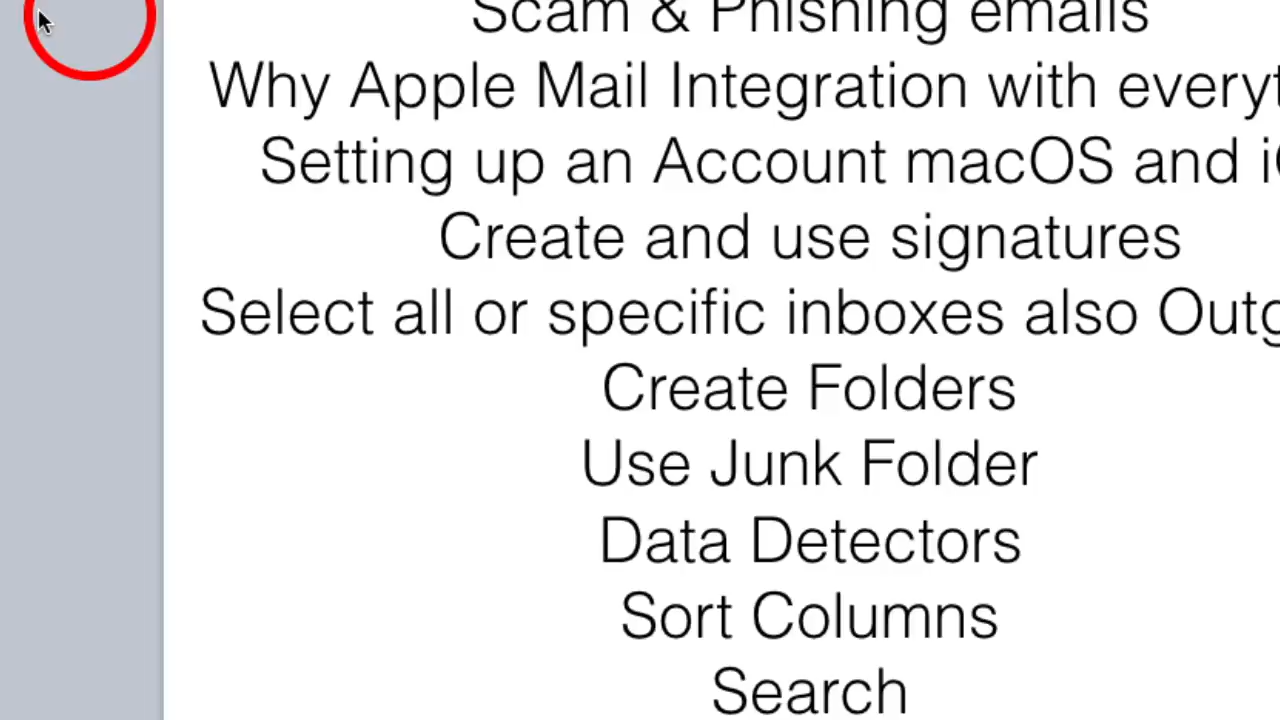 Scam & Phishing emails
Why Apple Mail Integration with everyt
Setting up an Account macOS and i
Create and use signatures
Select all or specific inboxes also Outg
Create Folders
Use Junk Folder
Data Detectors
Sort Columns
Search